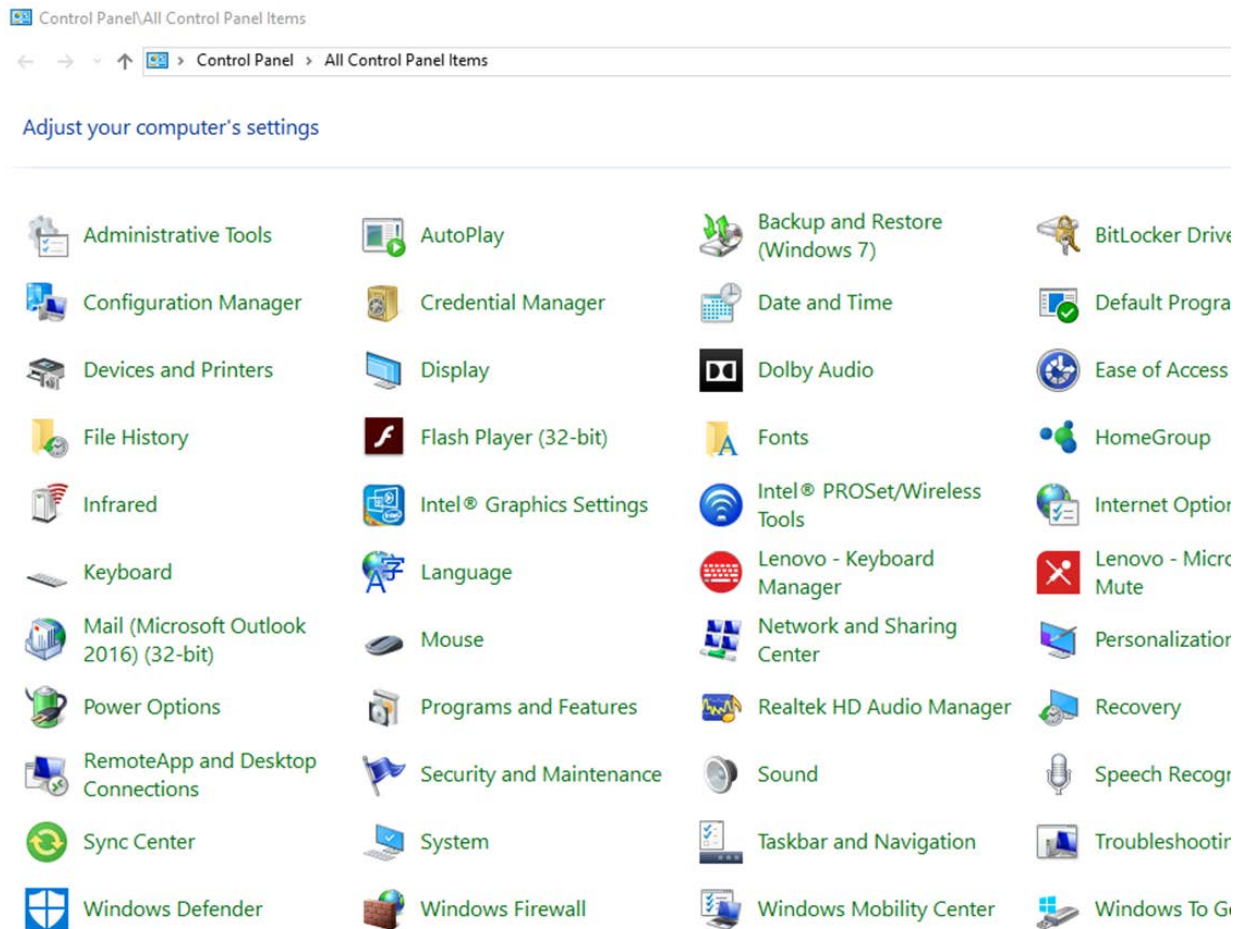 Control Panel\All Control Panel Items
Control Panel > All Control Panel Items
Adjust your computer's settings
Administrative Tools
AutoPlay
Backup and Restore
(Windows 7)
BitLocker Drive
Configuration Manager
Credential Manager
Date and Time
Default Progra
Devices and Printers
Display
Dolby Audio
Ease of Access
File History
Flash Player (32-bit)
Fonts
HomeGroup
Infrared
Intel® Graphics Settings
Intel® PROSet/Wireless
Tools
Internet Option
Keyboard
Language
Lenovo - Keyboard
Manager
Lenovo - Micro
Mute
Mail (Microsoft Outlook
2016) (32-bit)
Mouse
Network and Sharing
Center
Personalization
Power Options
Programs and Features
Realtek HD Audio Manager
Recovery
RemoteApp and Desktop
Connections
Security and Maintenance
Sound
Speech Recogn
Sync Center
System
Taskbar and Navigation
Troubleshootin
Windows Defender
Windows Firewall
Windows Mobility Center
Windows To G